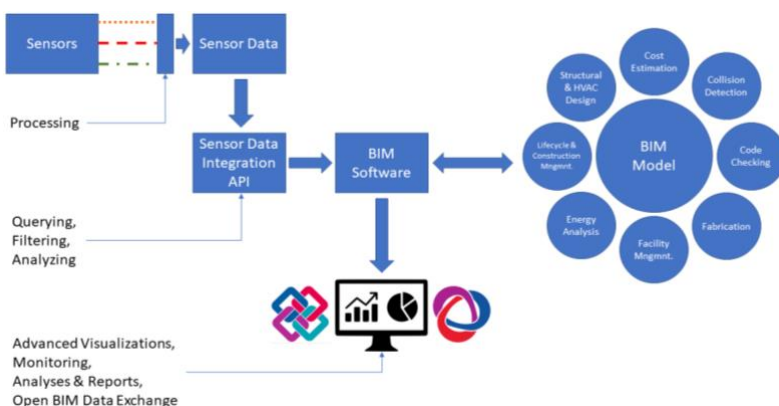 Sensors
Sensor Data
Processing
Sensor Data
Integration
API
BIM
Software
Querying,
Filtering,
Analyzing
Advanced Visualizations,
Monitoring,
Analyses & Reports,
Open BIM Data Exchange
BIM
Model
Cost
Estimation
Collision
Detection
Code
Checking
Fabrication
Facility
Mngmnt.
Energy
Analysis
Lifecycle &
Construction
Mngmnt.
Structural
& HVAC
Design